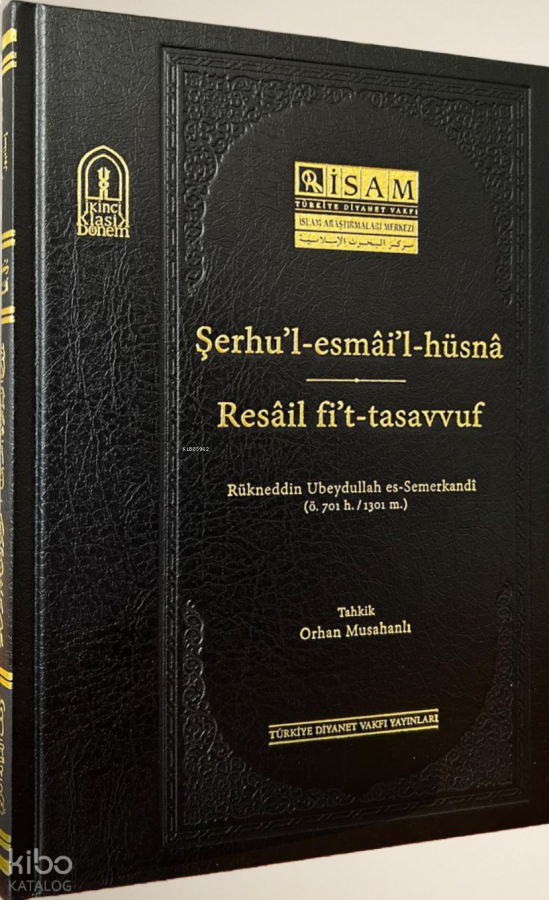 İkinci
Klasik
Dönem
İSAM
TÜRKİYE DİYANET VAKFI
İSLAM ARAŞTIRMALARI MERKEZİ
مركز البحوث الإسلامية
Şerhu’l-esmâi’l-hüsnâ
Resâil fi’t-tasavvuf
Rükneddin Ubeydullah es-Semerkandî
(ö. 701 h. / 1301 m.)
Tahkik
Orhan Musahanlı
TÜRKİYE DİYANET VAKFI YAYINLARI
kibo
KATALOG